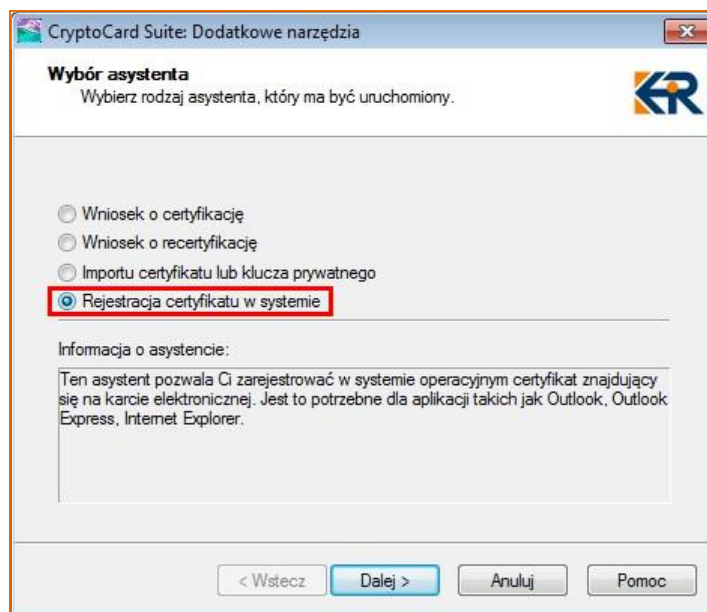 CryptoCard Suite: Dodatkowe narzędzia
Wybór asystenta
Wybierz rodzaj asystenta, który ma być uruchomiony.
KIR
Wniosek o certyfikację
Wniosek o recertyfikację
Importu certyfikatu lub klucza prywatnego
Rejestracja certyfikatu w systemie
Informacja o asystencie:
Ten asystent pozwala Ci zarejestrować w systemie operacyjnym certyfikat znajdujący
się na karcie elektronicznej. Jest to potrzebne dla aplikacji takich jak Outlook, Outlook
Express, Internet Explorer.
< Wstecz
Dalej >
Anuluj
Pomoc